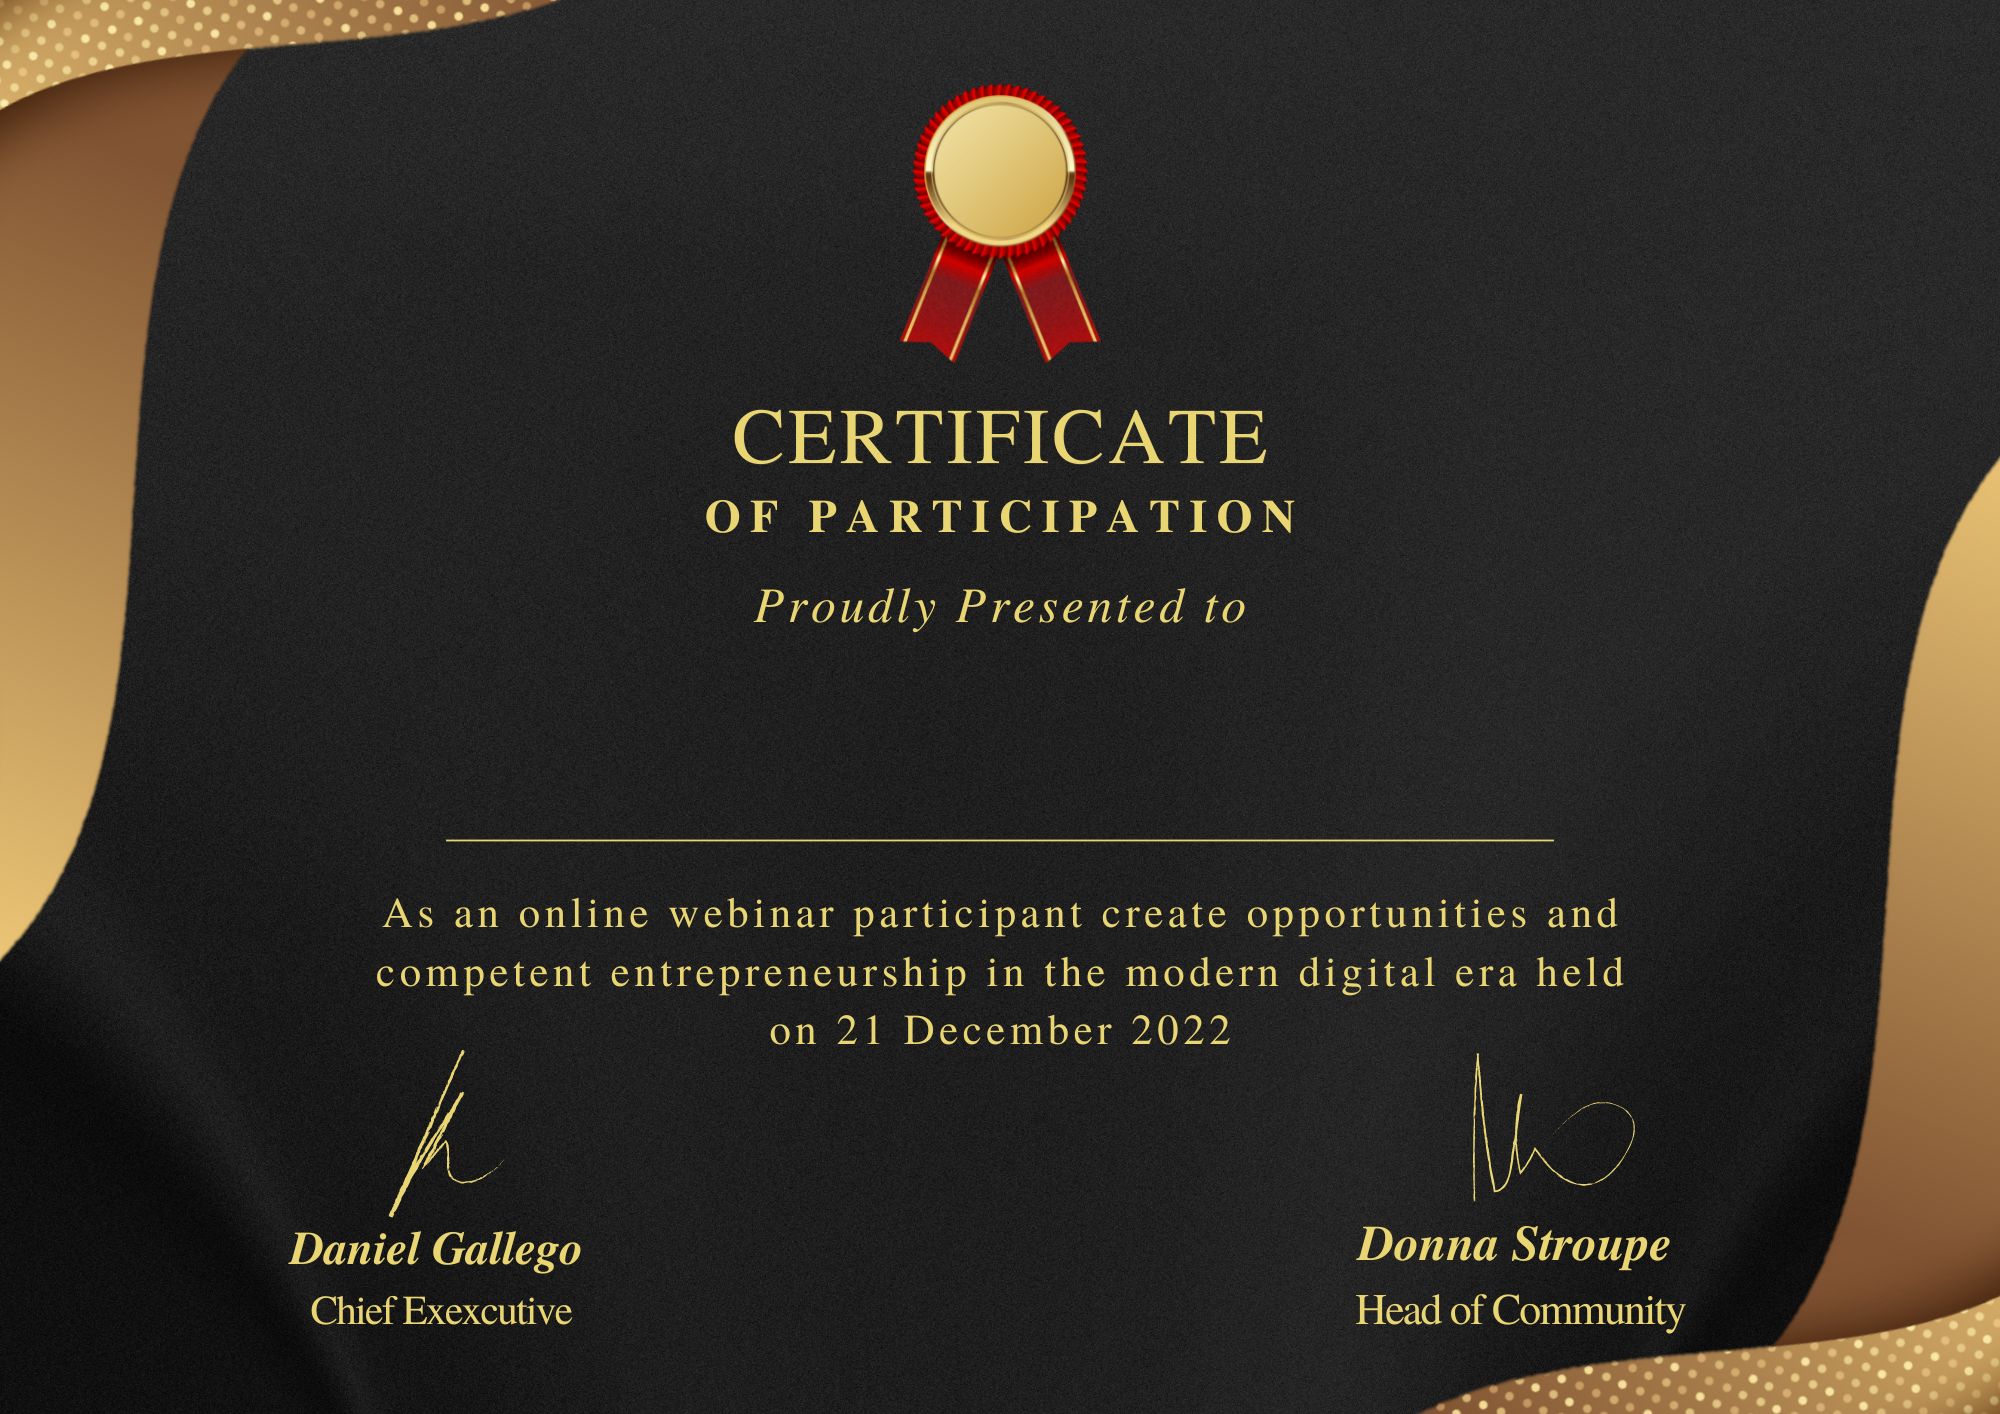 CERTIFICATE
OF PARTICIPATION
Proudly Presented to
As an online webinar participant create opportunities and
competent entrepreneurship in the modern digital era held
on 21 December 2022
Daniel Gallego
Chief Exexcutive
Donna Stroupe
Head of Community